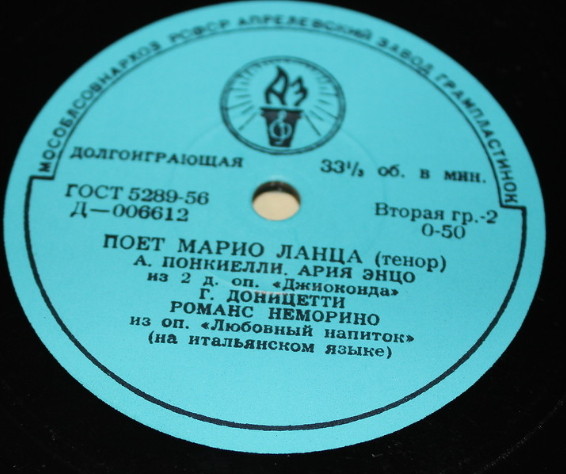 МОСОБЛСОВНАРХОЗ РСФСР АПРЕЛЕВСКИЙ ЗАВОД ГРАМПЛАСТИНОК
АЗ
ДОЛГОИГРАЮЩАЯ 33⅓ об. в мин.
ГОСТ 5289-56 Вторая гр.-2
Д—006612 0-50
ПОЕТ МАРИО ЛАНЦА (тенор)
А. ПОНКИЕЛЛИ. АРИЯ ЭНЦО
из 2 д. оп. «Джиоконда»
Г. ДОНИЦЕТТИ
РОМАНС НЕМОРИНО
из оп. «Любовный напиток»
(на итальянском языке)